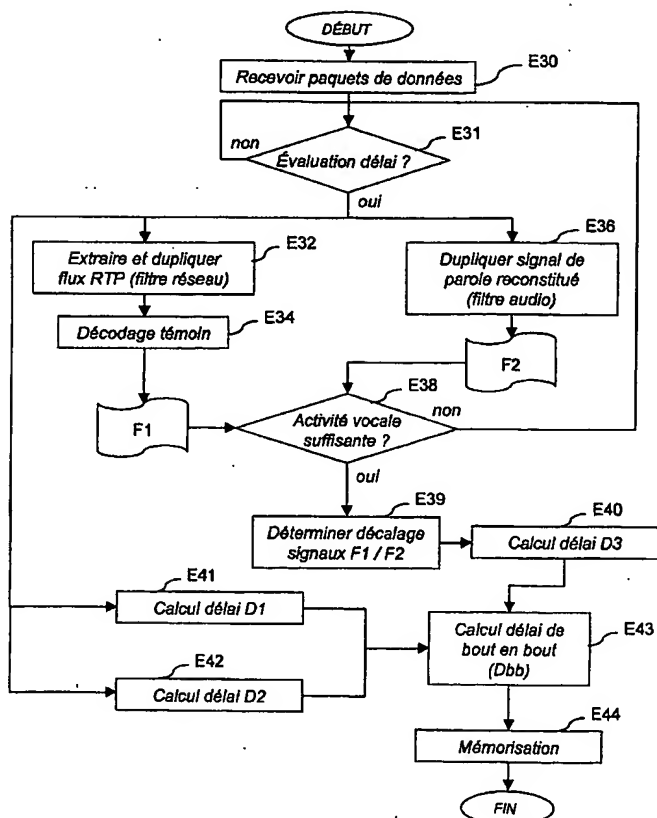 DÉBUT
E30
Recevoir paquets de données
E31
non
Évaluation délai ?
oui
E32
Extraire et dupliquer
flux RTP (filtre réseau)
E36
Dupliquer signal de
parole reconstitué
(filtre audio)
E34
Décodage témoin
F2
E38
F1
Activité vocale
suffisante ?
non
oui
E39
Déterminer décalage
signaux F1 / F2
E40
Calcul délai D3
E41
Calcul délai D1
E42
Calcul délai D2
Calcul délai de
bout en bout
(Dbb)
E43
E44
Mémorisation
FIN